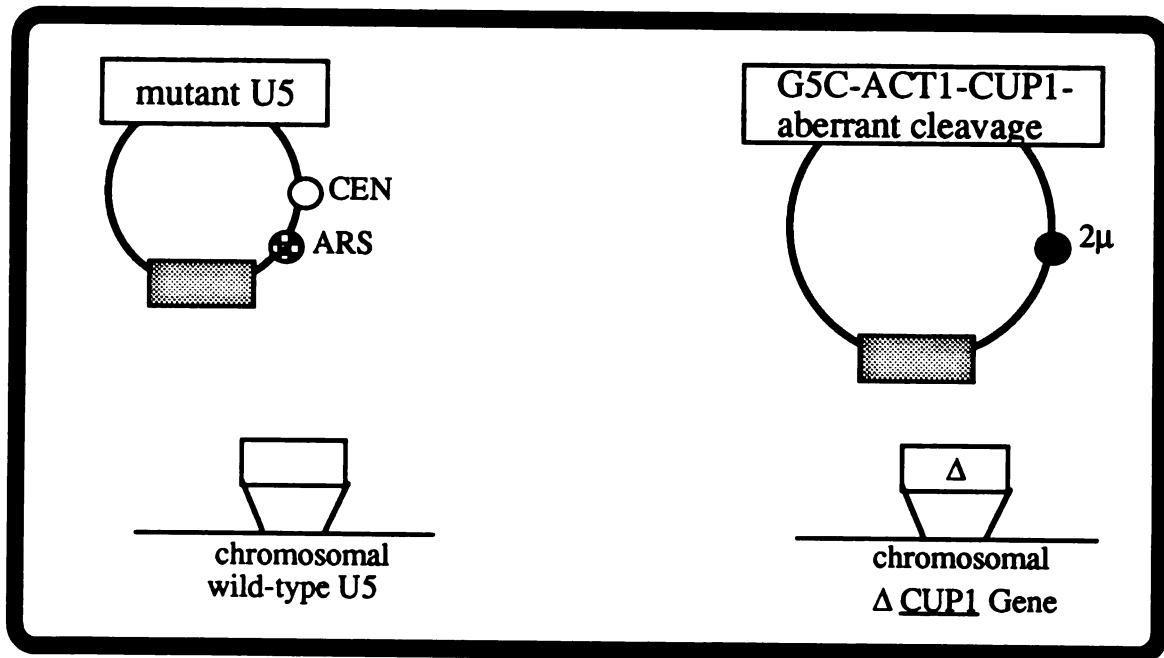 mutant U5
CEN
ARS
G5C-ACT1-CUP1-
aberrant cleavage
2μ
chromosomal
wild-type U5
Δ
chromosomal
Δ CUP1 Gene